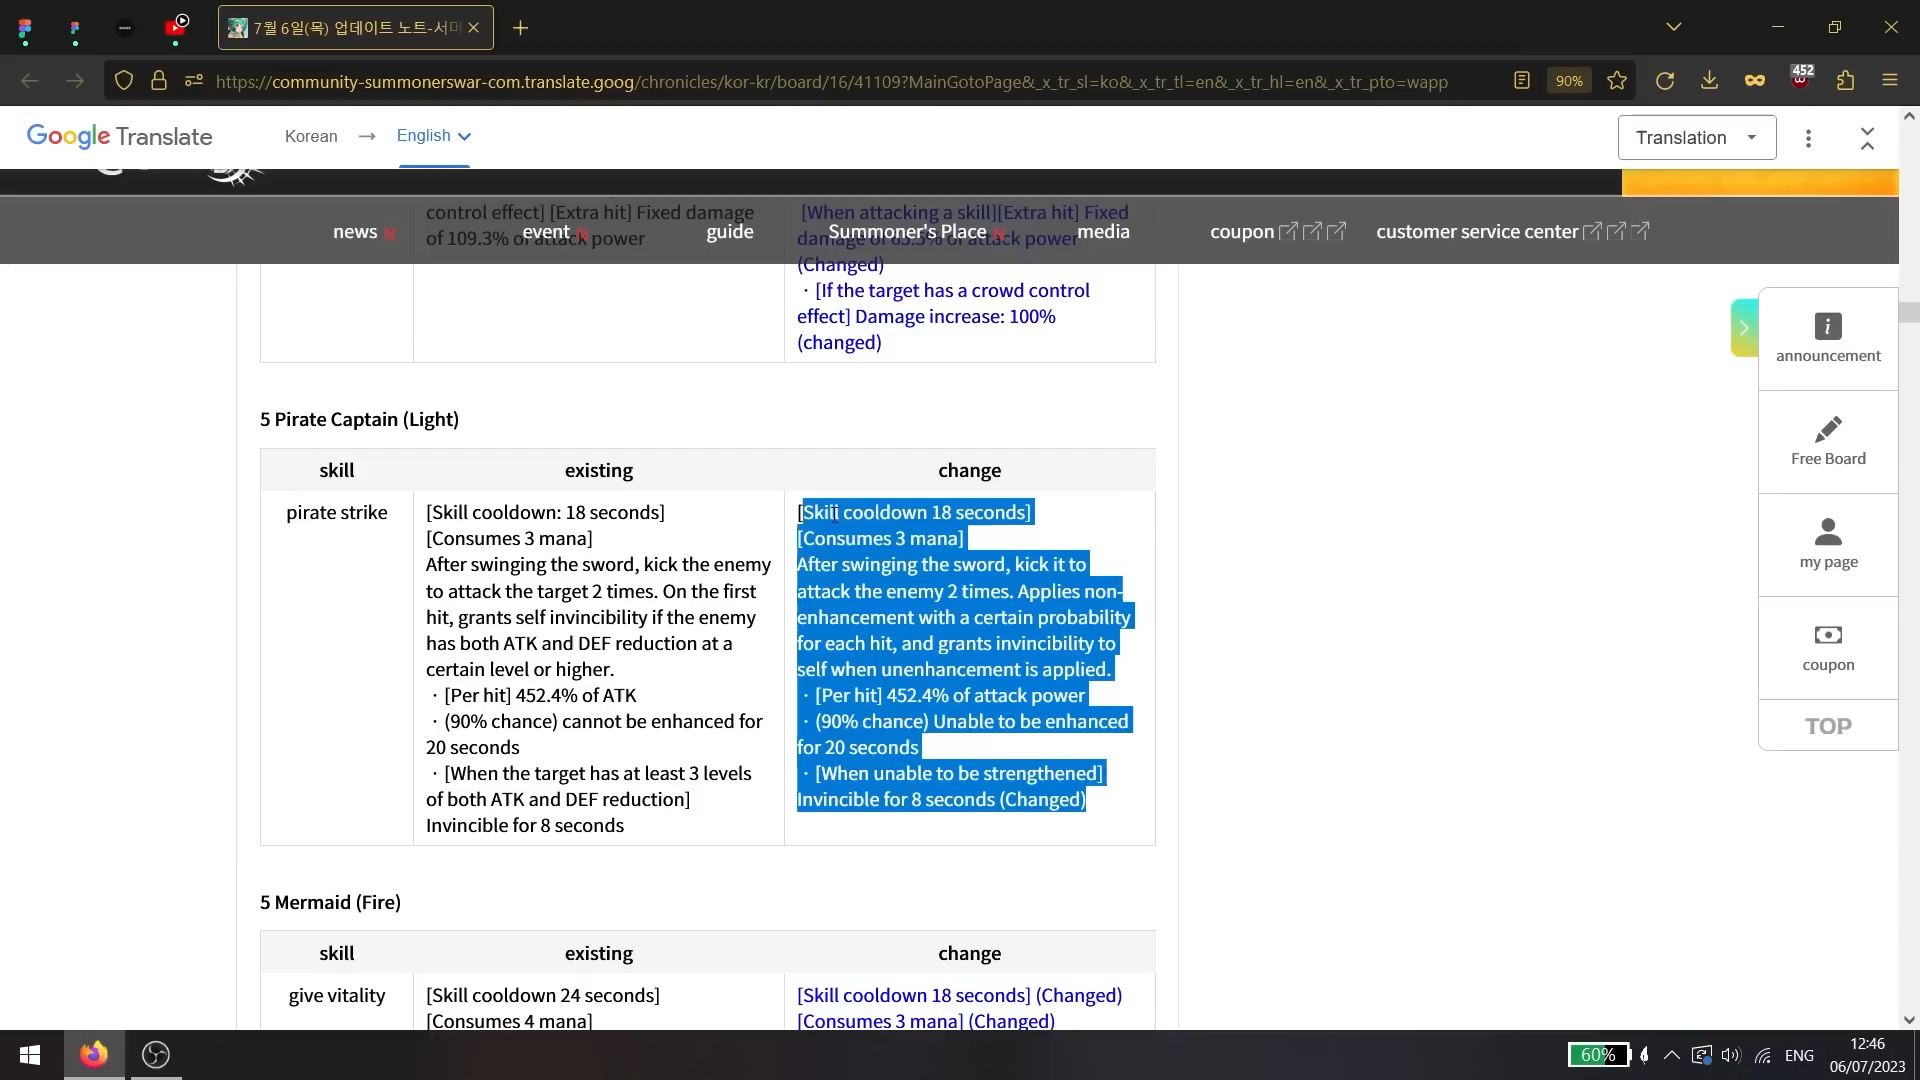 7월 6일(목) 업데이트 노트-서머
https://community-summonerswar-com.translate.goog/chronicles/kor-kr/board/16/41109?MainGotoPage&_x_tr_sl=ko&_x_tr_tl=en&_x_tr_hl=en&_x_tr_pto=wapp
90%
452
Google Translate
Korean → English
Translation
news N
event N
guide
Summoner's Place N
media
coupon
customer service center
control effect] [Extra hit] Fixed damage
of 109.3% of attack power
[When attacking a skill][Extra hit] Fixed
damage of 65.5% of attack power
(Changed)
· [If the target has a crowd control
effect] Damage increase: 100%
(changed)
5 Pirate Captain (Light)
skill
existing
change
pirate strike
[Skill cooldown: 18 seconds]
[Consumes 3 mana]
After swinging the sword, kick the enemy
to attack the target 2 times. On the first
hit, grants self invincibility if the enemy
has both ATK and DEF reduction at a
certain level or higher.
· [Per hit] 452.4% of ATK
· (90% chance) cannot be enhanced for
20 seconds
· [When the target has at least 3 levels
of both ATK and DEF reduction]
Invincible for 8 seconds
[Skill cooldown 18 seconds]
[Consumes 3 mana]
After swinging the sword, kick it to
attack the enemy 2 times. Applies non-
enhancement with a certain probability
for each hit, and grants invincibility to
self when unenhancement is applied.
· [Per hit] 452.4% of attack power
· (90% chance) Unable to be enhanced
for 20 seconds
· [When unable to be strengthened]
Invincible for 8 seconds (Changed)
5 Mermaid (Fire)
skill
existing
change
give vitality
[Skill cooldown 24 seconds]
[Consumes 4 mana]
[Skill cooldown 18 seconds] (Changed)
[Consumes 3 mana] (Changed)
announcement
Free Board
my page
coupon
TOP
60%
ENG
12:46
06/07/2023